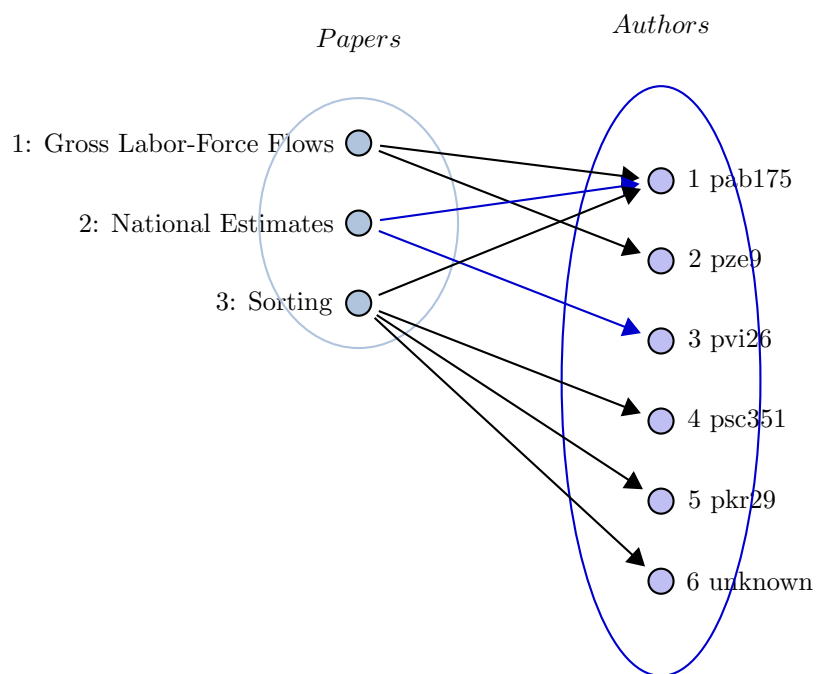 Papers
Authors
1: Gross Labor-Force Flows
2: National Estimates
3: Sorting
1 pab175
2 pze9
3 pvi26
4 psc351
5 pkr29
6 unknown